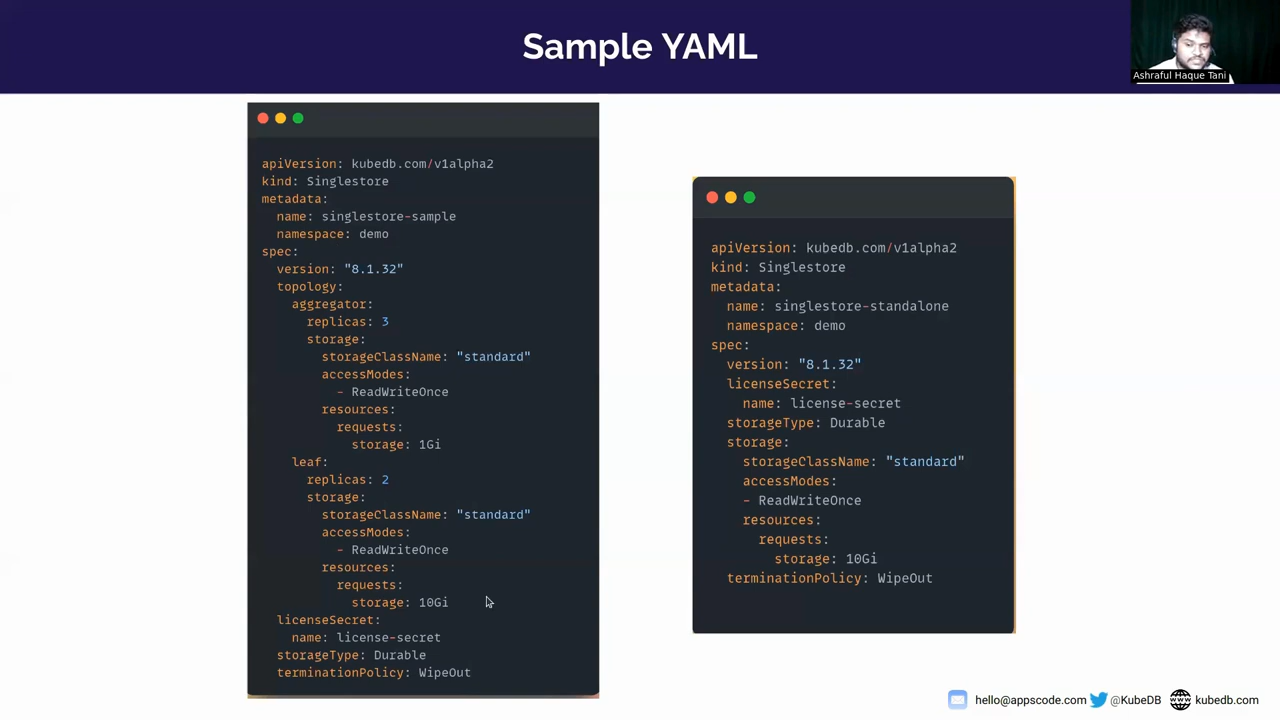 Sample YAML
Ashraful Haque Tani
apiVersion: kubedb.com/v1alpha2
kind: Singlestore
metadata:
  name: singlestore-sample
  namespace: demo
spec:
  version: "8.1.32"
  topology:
    aggregator:
      replicas: 3
      storage:
        storageClassName: "standard"
        accessModes:
          - ReadWriteOnce
        resources:
          requests:
            storage: 1Gi
    leaf:
      replicas: 2
      storage:
        storageClassName: "standard"
        accessModes:
          - ReadWriteOnce
        resources:
          requests:
            storage: 10Gi
  licenseSecret:
    name: license-secret
  storageType: Durable
  terminationPolicy: WipeOut
apiVersion: kubedb.com/v1alpha2
kind: Singlestore
metadata:
  name: singlestore-standalone
  namespace: demo
spec:
  version: "8.1.32"
  licenseSecret:
    name: license-secret
  storageType: Durable
  storage:
    storageClassName: "standard"
    accessModes:
    - ReadWriteOnce
    resources:
      requests:
        storage: 10Gi
  terminationPolicy: WipeOut
hello@appscode.com @KubeDB kubedb.com